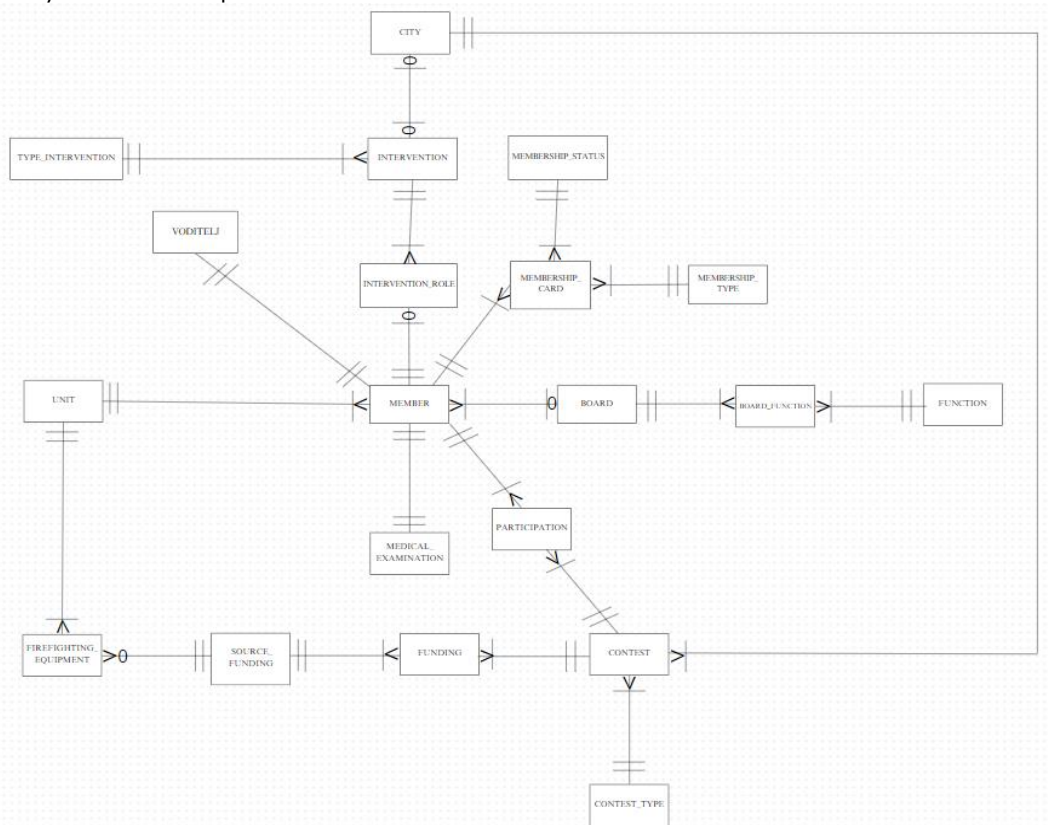 CITY
TYPE_INTERVENTION
INTERVENTION
MEMBERSHIP_STATUS
VODITELJ
INTERVENTION_ROLE
MEMBERSHIP_
CARD
MEMBERSHIP_
TYPE
UNIT
MEMBER
BOARD
BOARD_FUNCTION
FUNCTION
PARTICIPATION
MEDICAL_
EXAMINATION
FIREFIGHTING_
EQUIPMENT
SOURCE_
FUNDING
FUNDING
CONTEST
CONTEST_TYPE